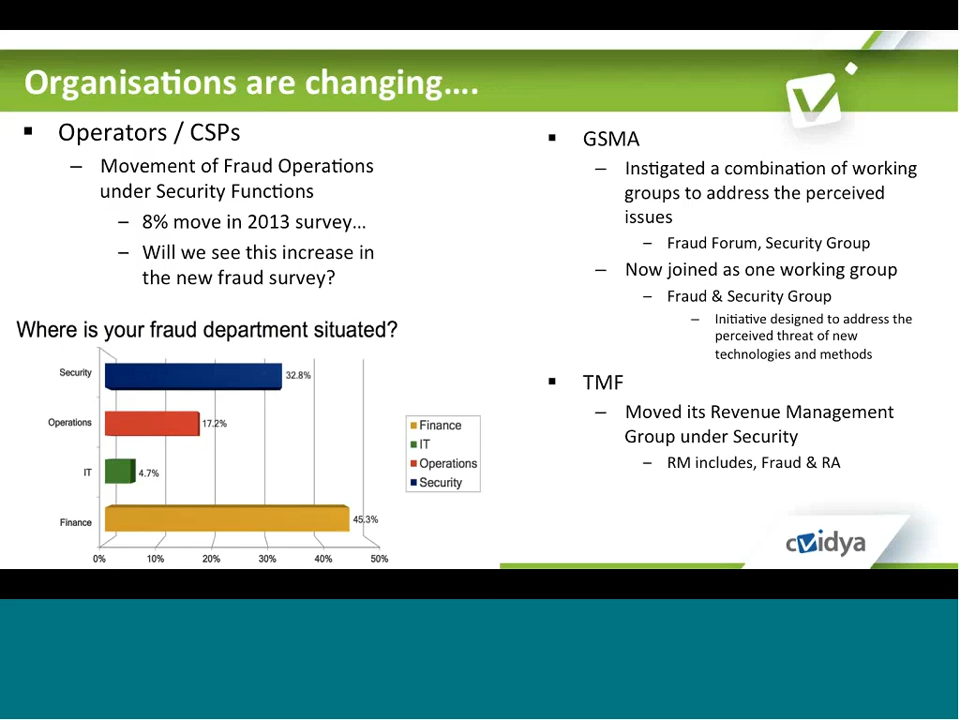 Organisations are changing....
▪ Operators / CSPs
– Movement of Fraud Operations
under Security Functions
– 8% move in 2013 survey...
– Will we see this increase in
the new fraud survey?
Where is your fraud department situated?
Security
32.8%
Operations
17.2%
IT
4.7%
Finance
45.3%
0% 10% 20% 30% 40% 50%
Finance
IT
Operations
Security
▪ GSMA
– Instigated a combination of working
groups to address the perceived
issues
– Fraud Forum, Security Group
– Now joined as one working group
– Fraud & Security Group
– Initiative designed to address the
perceived threat of new
technologies and methods
▪ TMF
– Moved its Revenue Management
Group under Security
– RM includes, Fraud & RA
cvidya